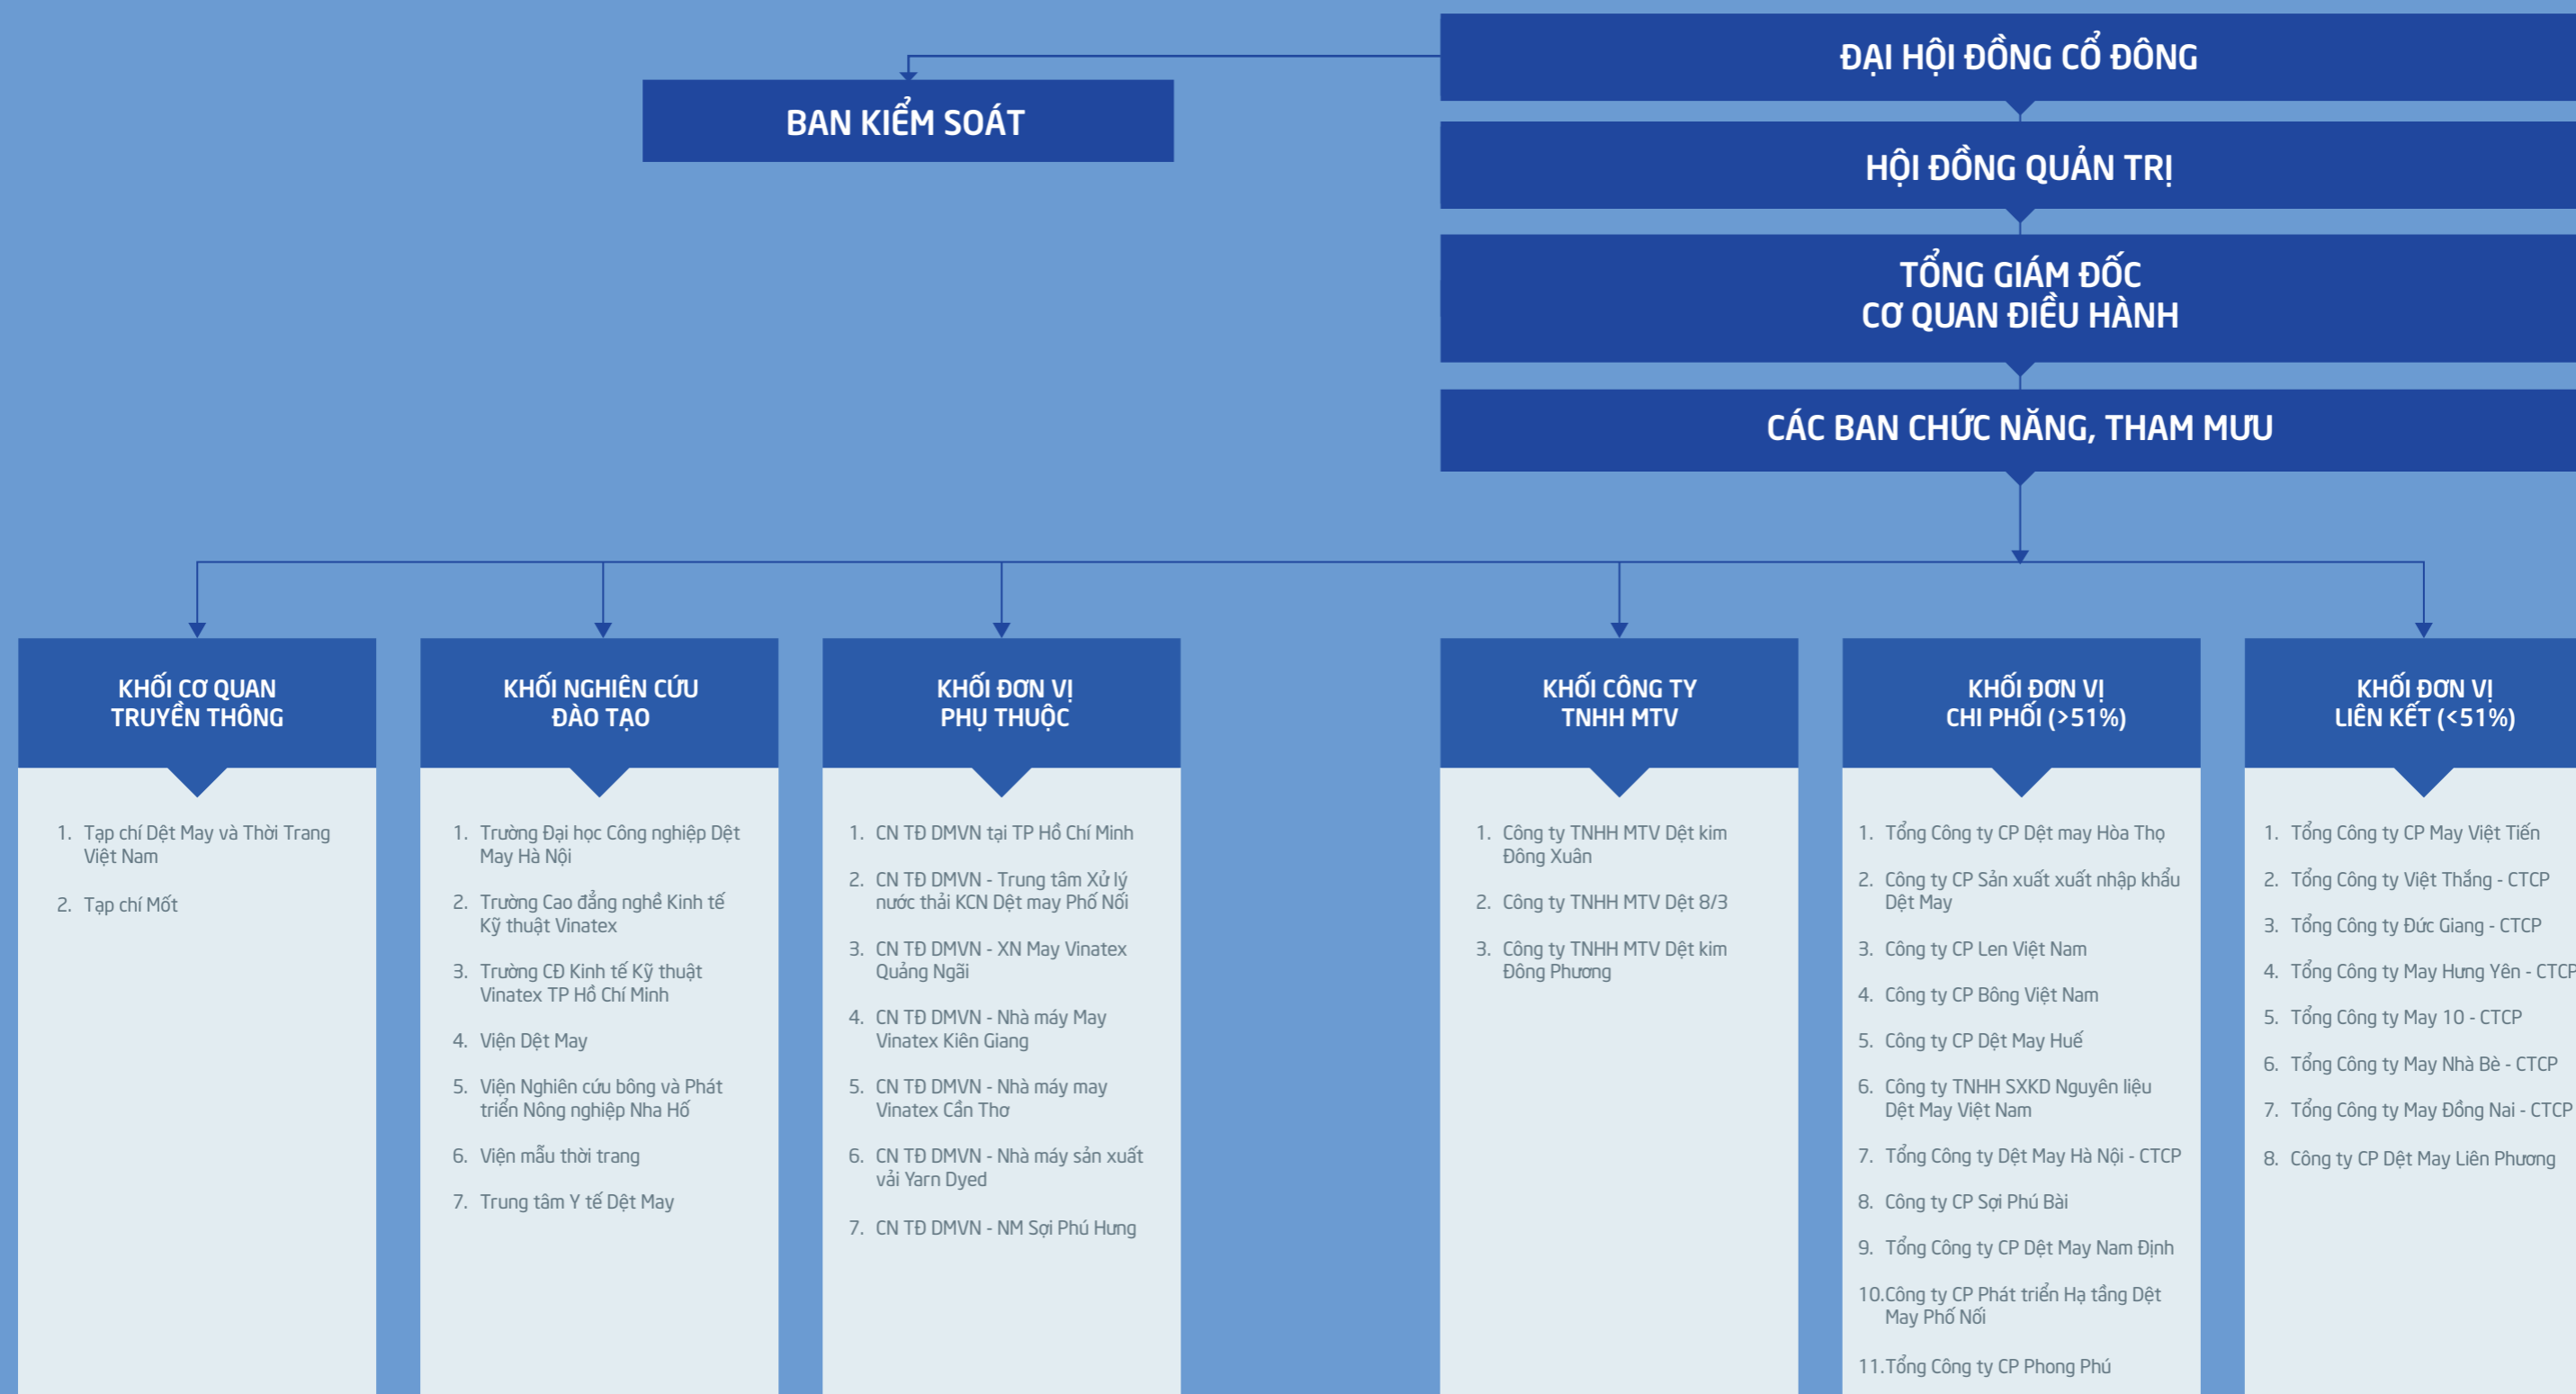 ĐẠI HỘI ĐỒNG CỔ ĐÔNG
BAN KIỂM SOÁT
HỘI ĐỒNG QUẢN TRỊ
TỔNG GIÁM ĐỐC
CƠ QUAN ĐIỀU HÀNH
CÁC BAN CHỨC NĂNG, THAM MƯU
KHỐI CƠ QUAN
TRUYỀN THÔNG
1. Tạp chí Dệt May và Thời Trang
Việt Nam
2. Tạp chí Mốt
KHỐI NGHIÊN CỨU
ĐÀO TẠO
1. Trường Đại học Công nghiệp Dệt
May Hà Nội
2. Trường Cao đẳng nghề Kinh tế
Kỹ thuật Vinatex
3. Trường CĐ Kinh tế Kỹ thuật
Vinatex TP Hồ Chí Minh
4. Viện Dệt May
5. Viện Nghiên cứu bông và Phát
triển Nông nghiệp Nha Hố
6. Viện mẫu thời trang
7. Trung tâm Y tế Dệt May
KHỐI ĐƠN VỊ
PHỤ THUỘC
1. CN TĐ DMVN tại TP Hồ Chí Minh
2. CN TĐ DMVN - Trung tâm Xử lý
nước thải KCN Dệt may Phố Nối
3. CN TĐ DMVN - XN May Vinatex
Quảng Ngãi
4. CN TĐ DMVN - Nhà máy May
Vinatex Kiên Giang
5. CN TĐ DMVN - Nhà máy may
Vinatex Cần Thơ
6. CN TĐ DMVN - Nhà máy sản xuất
vải Yarn Dyed
7. CN TĐ DMVN - NM Sợi Phú Hưng
KHỐI CÔNG TY
TNHH MTV
1. Công ty TNHH MTV Dệt kim
Đông Xuân
2. Công ty TNHH MTV Dệt 8/3
3. Công ty TNHH MTV Dệt kim
Đông Phương
KHỐI ĐƠN VỊ
CHI PHỐI (>51%)
1. Tổng Công ty CP Dệt may Hòa Thọ
2. Công ty CP Sản xuất xuất nhập khẩu
Dệt May
3. Công ty CP Len Việt Nam
4. Công ty CP Bông Việt Nam
5. Công ty CP Dệt May Huế
6. Công ty TNHH SXKD Nguyên liệu
Dệt May Việt Nam
7. Tổng Công ty Dệt May Hà Nội - CTCP
8. Công ty CP Sợi Phú Bài
9. Tổng Công ty CP Dệt May Nam Định
10.Công ty CP Phát triển Hạ tầng Dệt
May Phố Nối
11.Tổng Công ty CP Phong Phú
KHỐI ĐƠN VỊ
LIÊN KẾT (<51%)
1. Tổng Công ty CP May Việt Tiến
2. Tổng Công ty Việt Thắng - CTCP
3. Tổng Công ty Đức Giang - CTCP
4. Tổng Công ty May Hưng Yên - CTCP
5. Tổng Công ty May 10 - CTCP
6. Tổng Công ty May Nhà Bè - CTCP
7. Tổng Công ty May Đồng Nai - CTCP
8. Công ty CP Dệt May Liên Phương